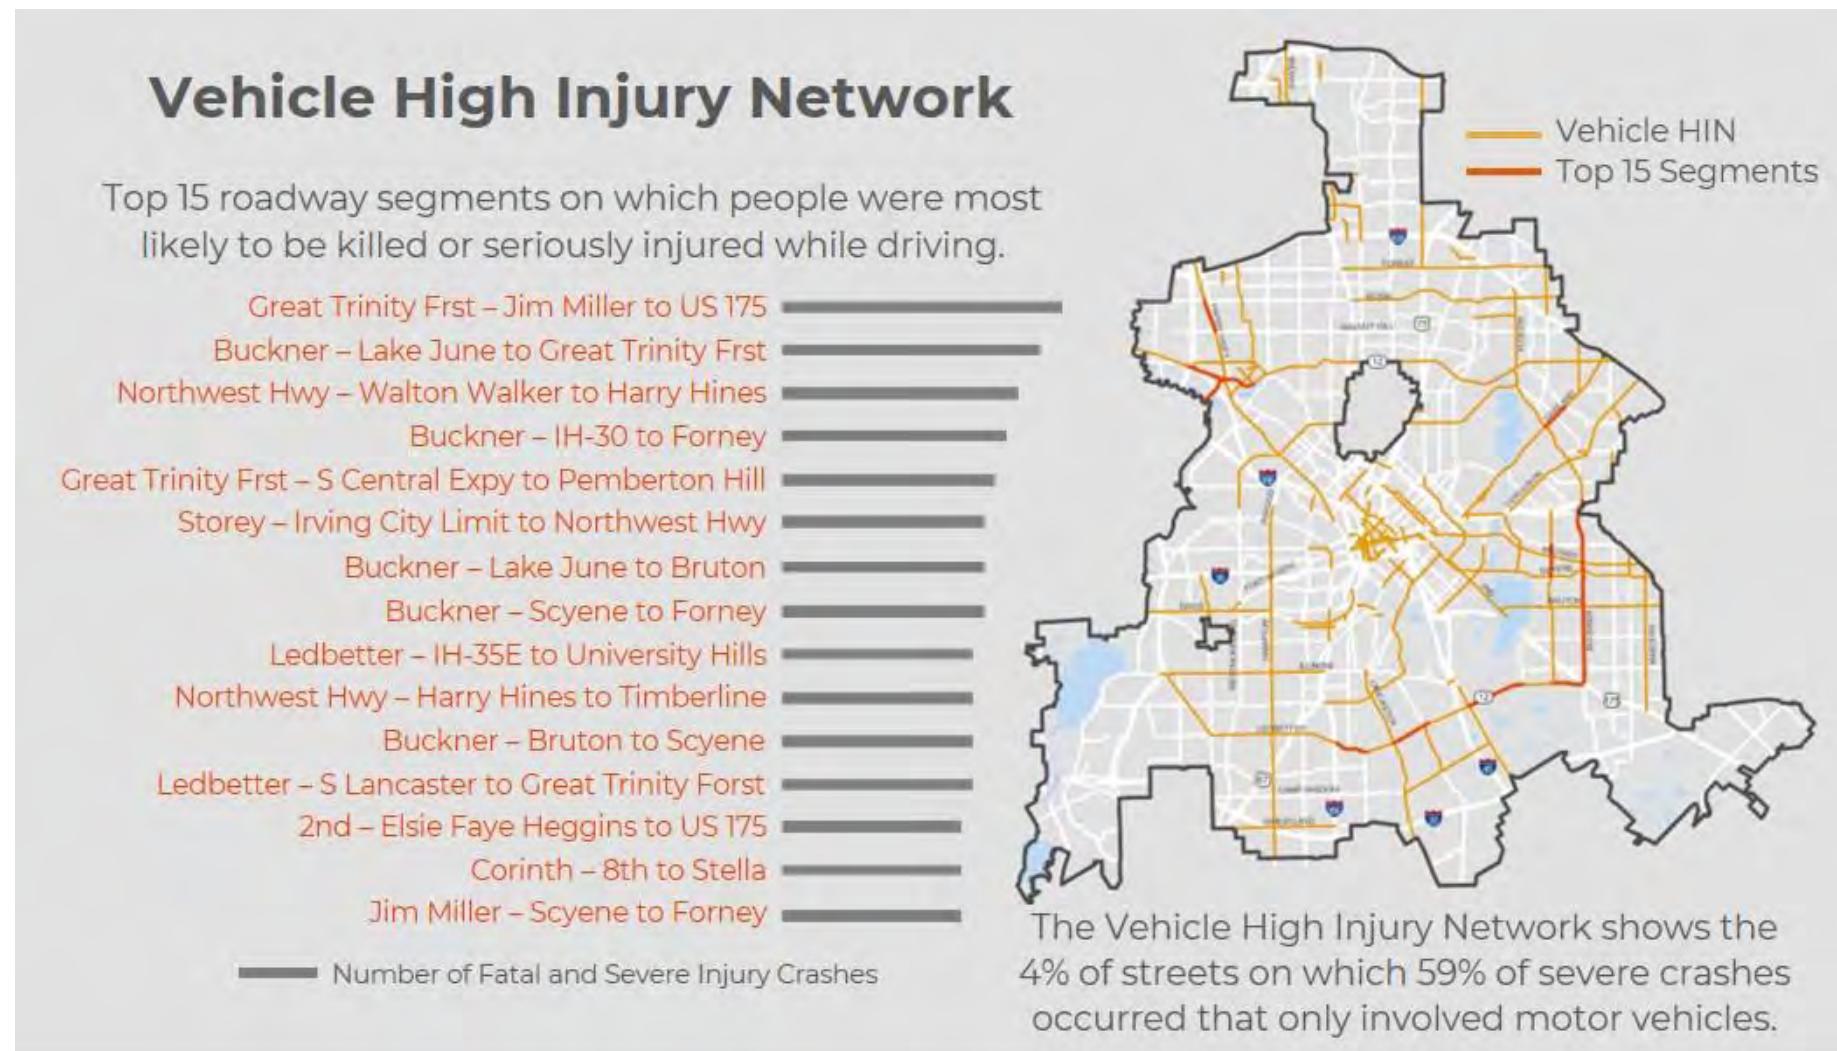 Vehicle High Injury Network
Top 15 roadway segments on which people were most
likely to be killed or seriously injured while driving.
Great Trinity Frst – Jim Miller to US 175
Buckner – Lake June to Great Trinity Frst
Northwest Hwy – Walton Walker to Harry Hines
Buckner – IH-30 to Forney
Great Trinity Frst – S Central Expy to Pemberton Hill
Storey – Irving City Limit to Northwest Hwy
Buckner – Lake June to Bruton
Buckner – Scyene to Forney
Ledbetter – IH-35E to University Hills
Northwest Hwy – Harry Hines to Timberline
Buckner – Bruton to Scyene
Ledbetter – S Lancaster to Great Trinity Forst
2nd – Elsie Faye Heggins to US 175
Corinth – 8th to Stella
Jim Miller – Scyene to Forney
Number of Fatal and Severe Injury Crashes
Vehicle HIN
Top 15 Segments
FOREST
WALNUT HILL
12
ILLINOIS
12
The Vehicle High Injury Network shows the
4% of streets on which 59% of severe crashes
occurred that only involved motor vehicles.